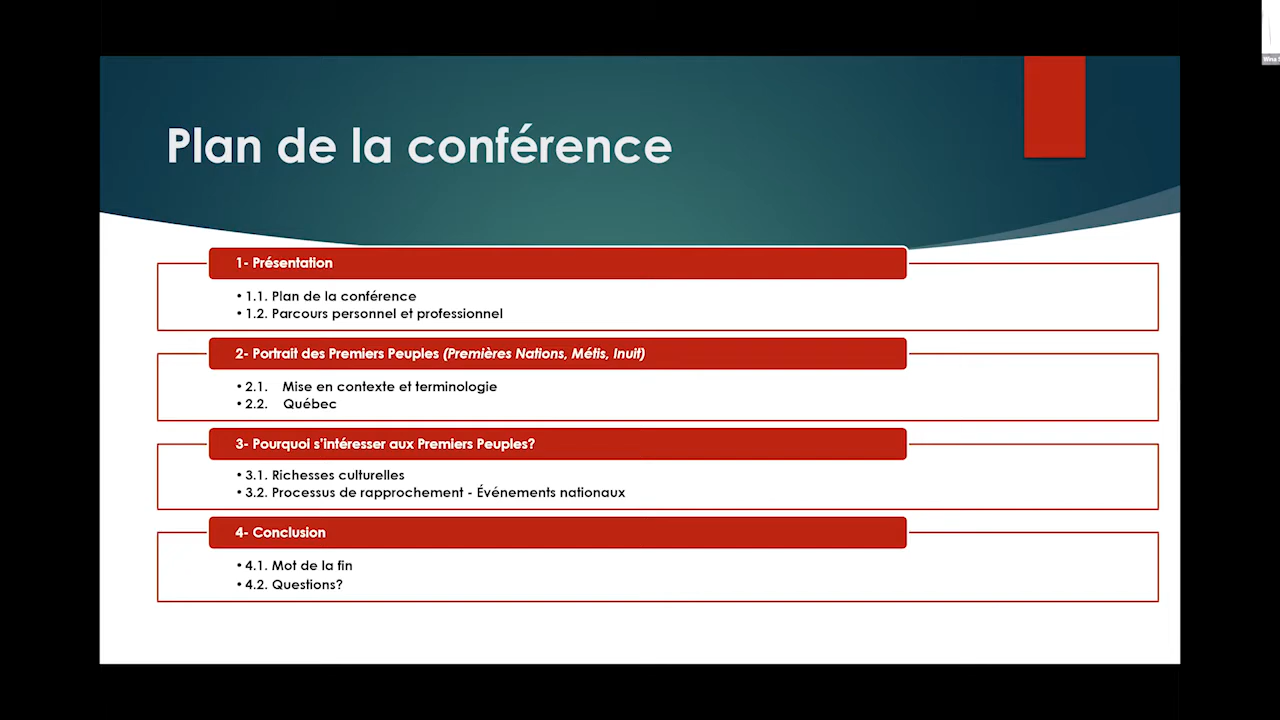 Plan de la conférence
1- Présentation
• 1.1. Plan de la conférence
• 1.2. Parcours personnel et professionnel
2- Portrait des Premiers Peuples (Premières Nations, Métis, Inuit)
• 2.1. Mise en contexte et terminologie
• 2.2. Québec
3- Pourquoi s'intéresser aux Premiers Peuples?
• 3.1. Richesses culturelles
• 3.2. Processus de rapprochement - Événements nationaux
4- Conclusion
• 4.1. Mot de la fin
• 4.2. Questions?